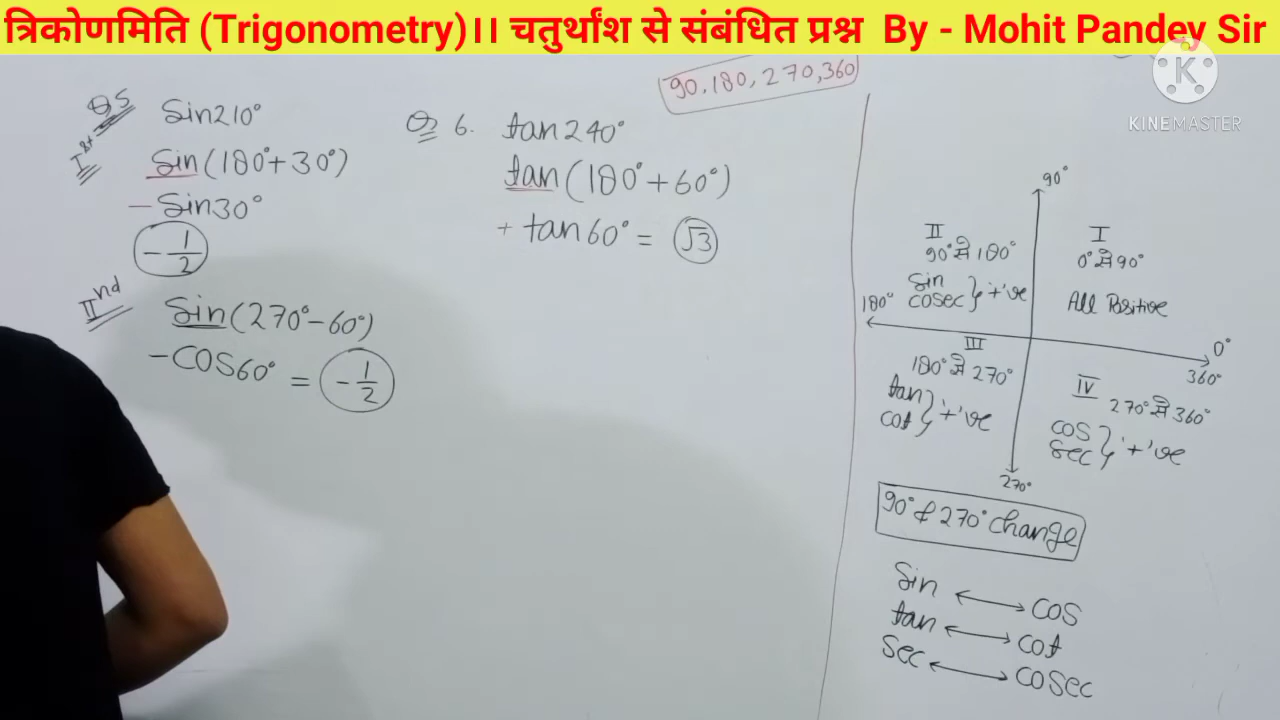 त्रिकोणमिति (Trigonometry)।। चतुर्थांश से संबंधित प्रश्न By - Mohit Pandey Sir
K
KINEMASTER
90, 180, 270, 360
Q5
Ist
Sin210°
Sin(180°+30°)
-Sin30°
-1/2
IInd
Sin(270°-60°)
-COS60° = -1/2
Q 6. tan240°
tan(180°+60°)
+ tan60° = √3
90°
II
90° से 180°
Sin
COSEC } '+'ve
I
0° से 90°
All Positive
180°
0°
360°
III
180° से 270°
tan
cot } '+'ve
IV
270° से 360°
COS
Sec } '+'ve
270°
90° & 270° Change
Sin ↔ COS
tan ↔ cot
Sec ↔ COSEC